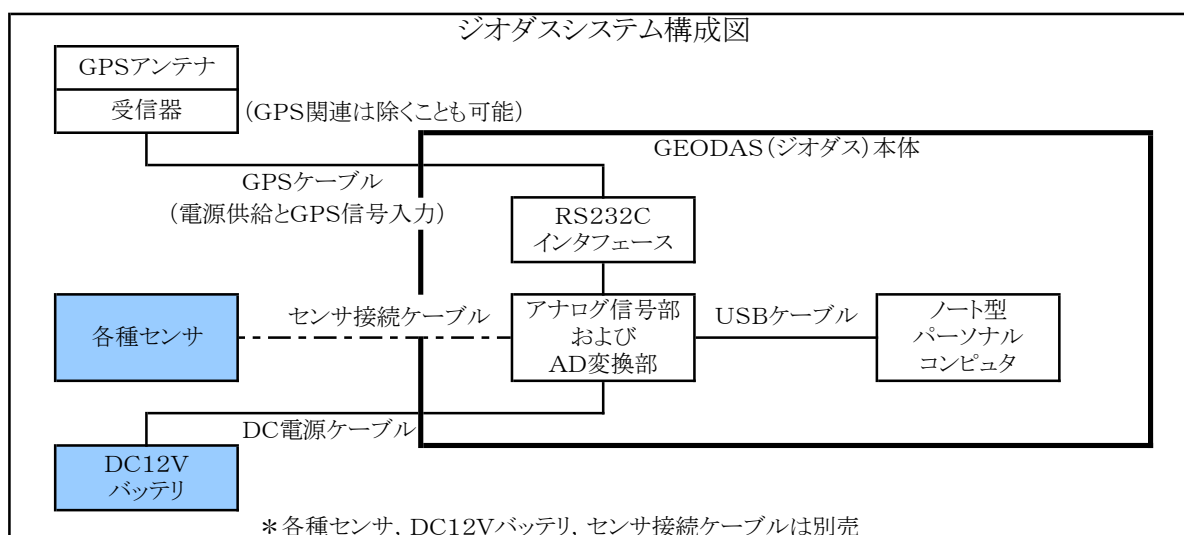 ジオダスシステム構成図
GPSアンテナ
受信器
(GPS関連は除くことも可能)
GEODAS(ジオダス)本体
GPSケーブル
(電源供給とGPS信号入力)
RS232C
インタフェース
各種センサ
センサ接続ケーブル
アナログ信号部
および
AD変換部
USBケーブル
ノート型
パーソナル
コンピュタ
DC電源ケーブル
DC12V
バッテリ
*各種センサ, DC12Vバッテリ, センサ接続ケーブルは別売